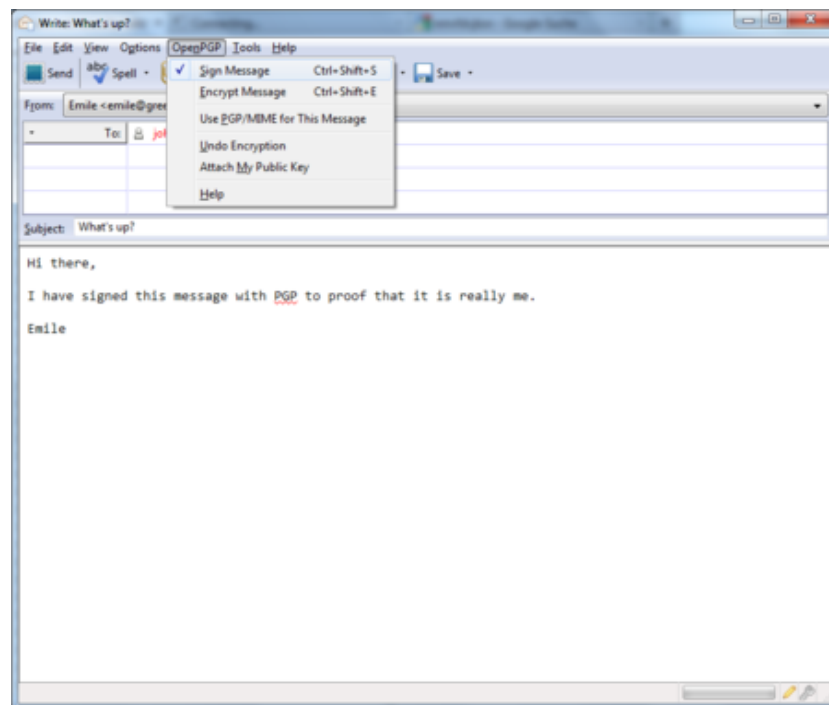 Write: What's up?
File Edit View Options OpenPGP Tools Help
Send Spell Save
Sign Message Ctrl+Shift+S
Encrypt Message Ctrl+Shift+E
From: Emile <emile@gree
Use PGP/MIME for This Message
To:
Undo Encryption
Attach My Public Key
Help
Subject: What's up?
Hi there,
I have signed this message with PGP to proof that it is really me.
Emile